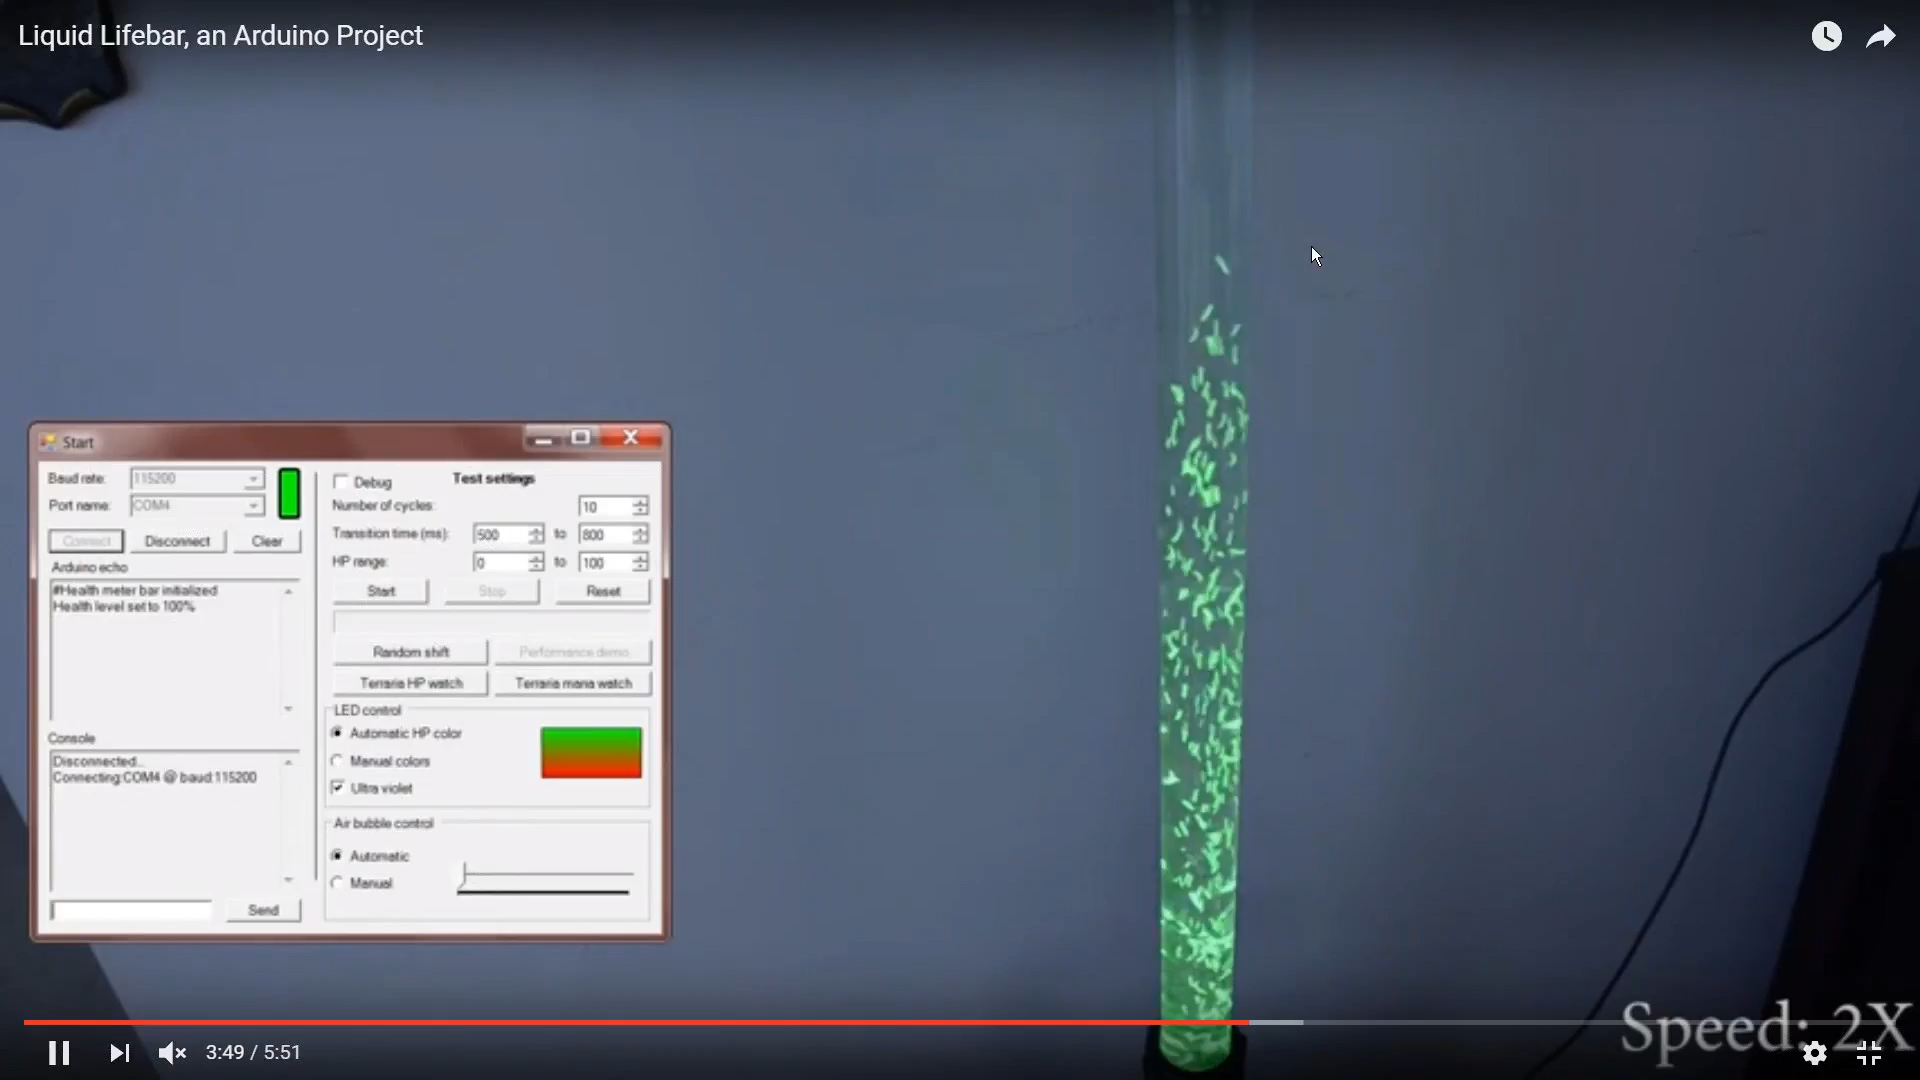 Liquid Lifebar, an Arduino Project
Start
Baud rate: 115200
Port name: COM4
Connect Disconnect Clear
Arduino echo
#Health meter bar initialized
Health level set to 100%
Console
Disconnected...
Connecting:COM4 @ baud:115200
Send
Debug Test settings
Number of cycles: 10
Transition time (ms): 500 to 800
HP range: 0 to 100
Start Stop Reset
Random shift Performance demo
Terraria HP watch Terraria mana watch
LED control
Automatic HP color
Manual colors
Ultra violet
Air bubble control
Automatic
Manual
Speed: 2X
3:49 / 5:51